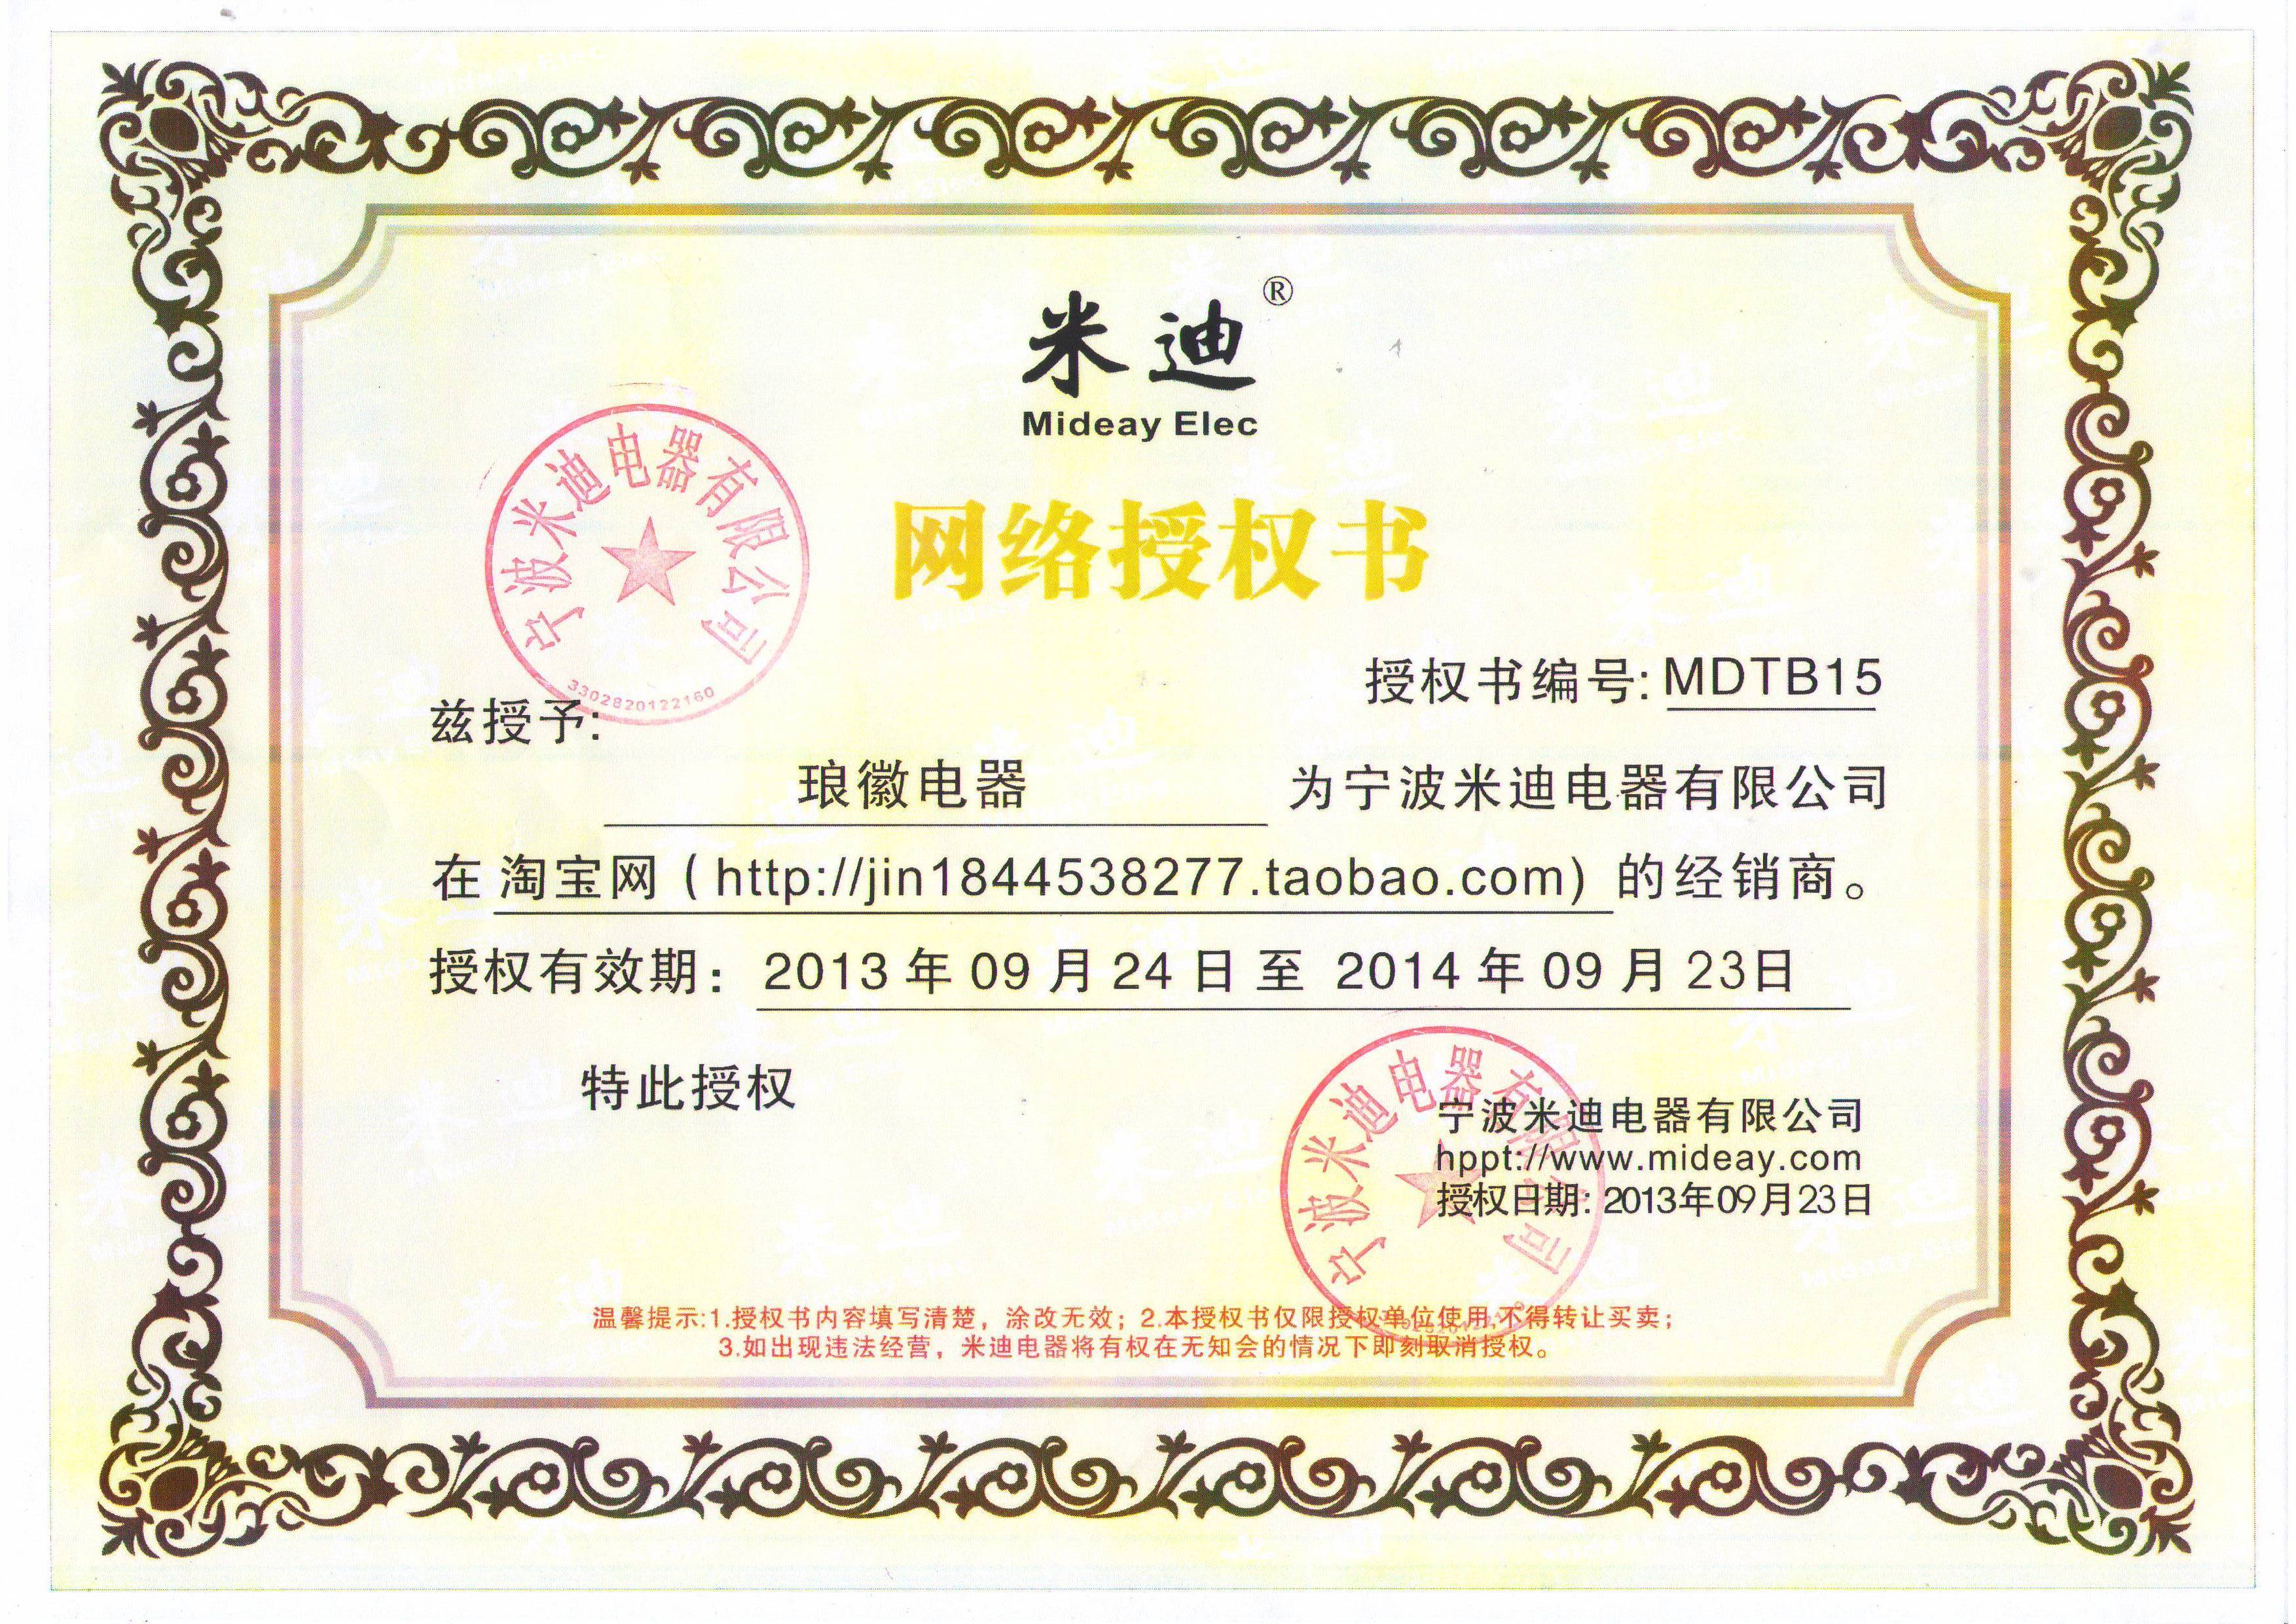 米迪®
Mideay Elec
宁波米迪电器有限公司
3302820122160
网络授权书
授权书编号: MDTB15
兹授予:
琅徽电器 为宁波米迪电器有限公司
在 淘宝网（http://jin1844538277.taobao.com) 的经销商。
授权有效期： 2013 年 09 月 24 日 至 2014 年 09 月 23日
特此授权
宁波米迪电器有限公司
宁波米迪电器有限公司
hppt://www.mideay.com
授权日期: 2013年09月23日
温馨提示:1.授权书内容填写清楚，涂改无效；2.本授权书仅限授权单位使用,不得转让买卖；
3.如出现违法经营，米迪电器将有权在无知会的情况下即刻取消授权。